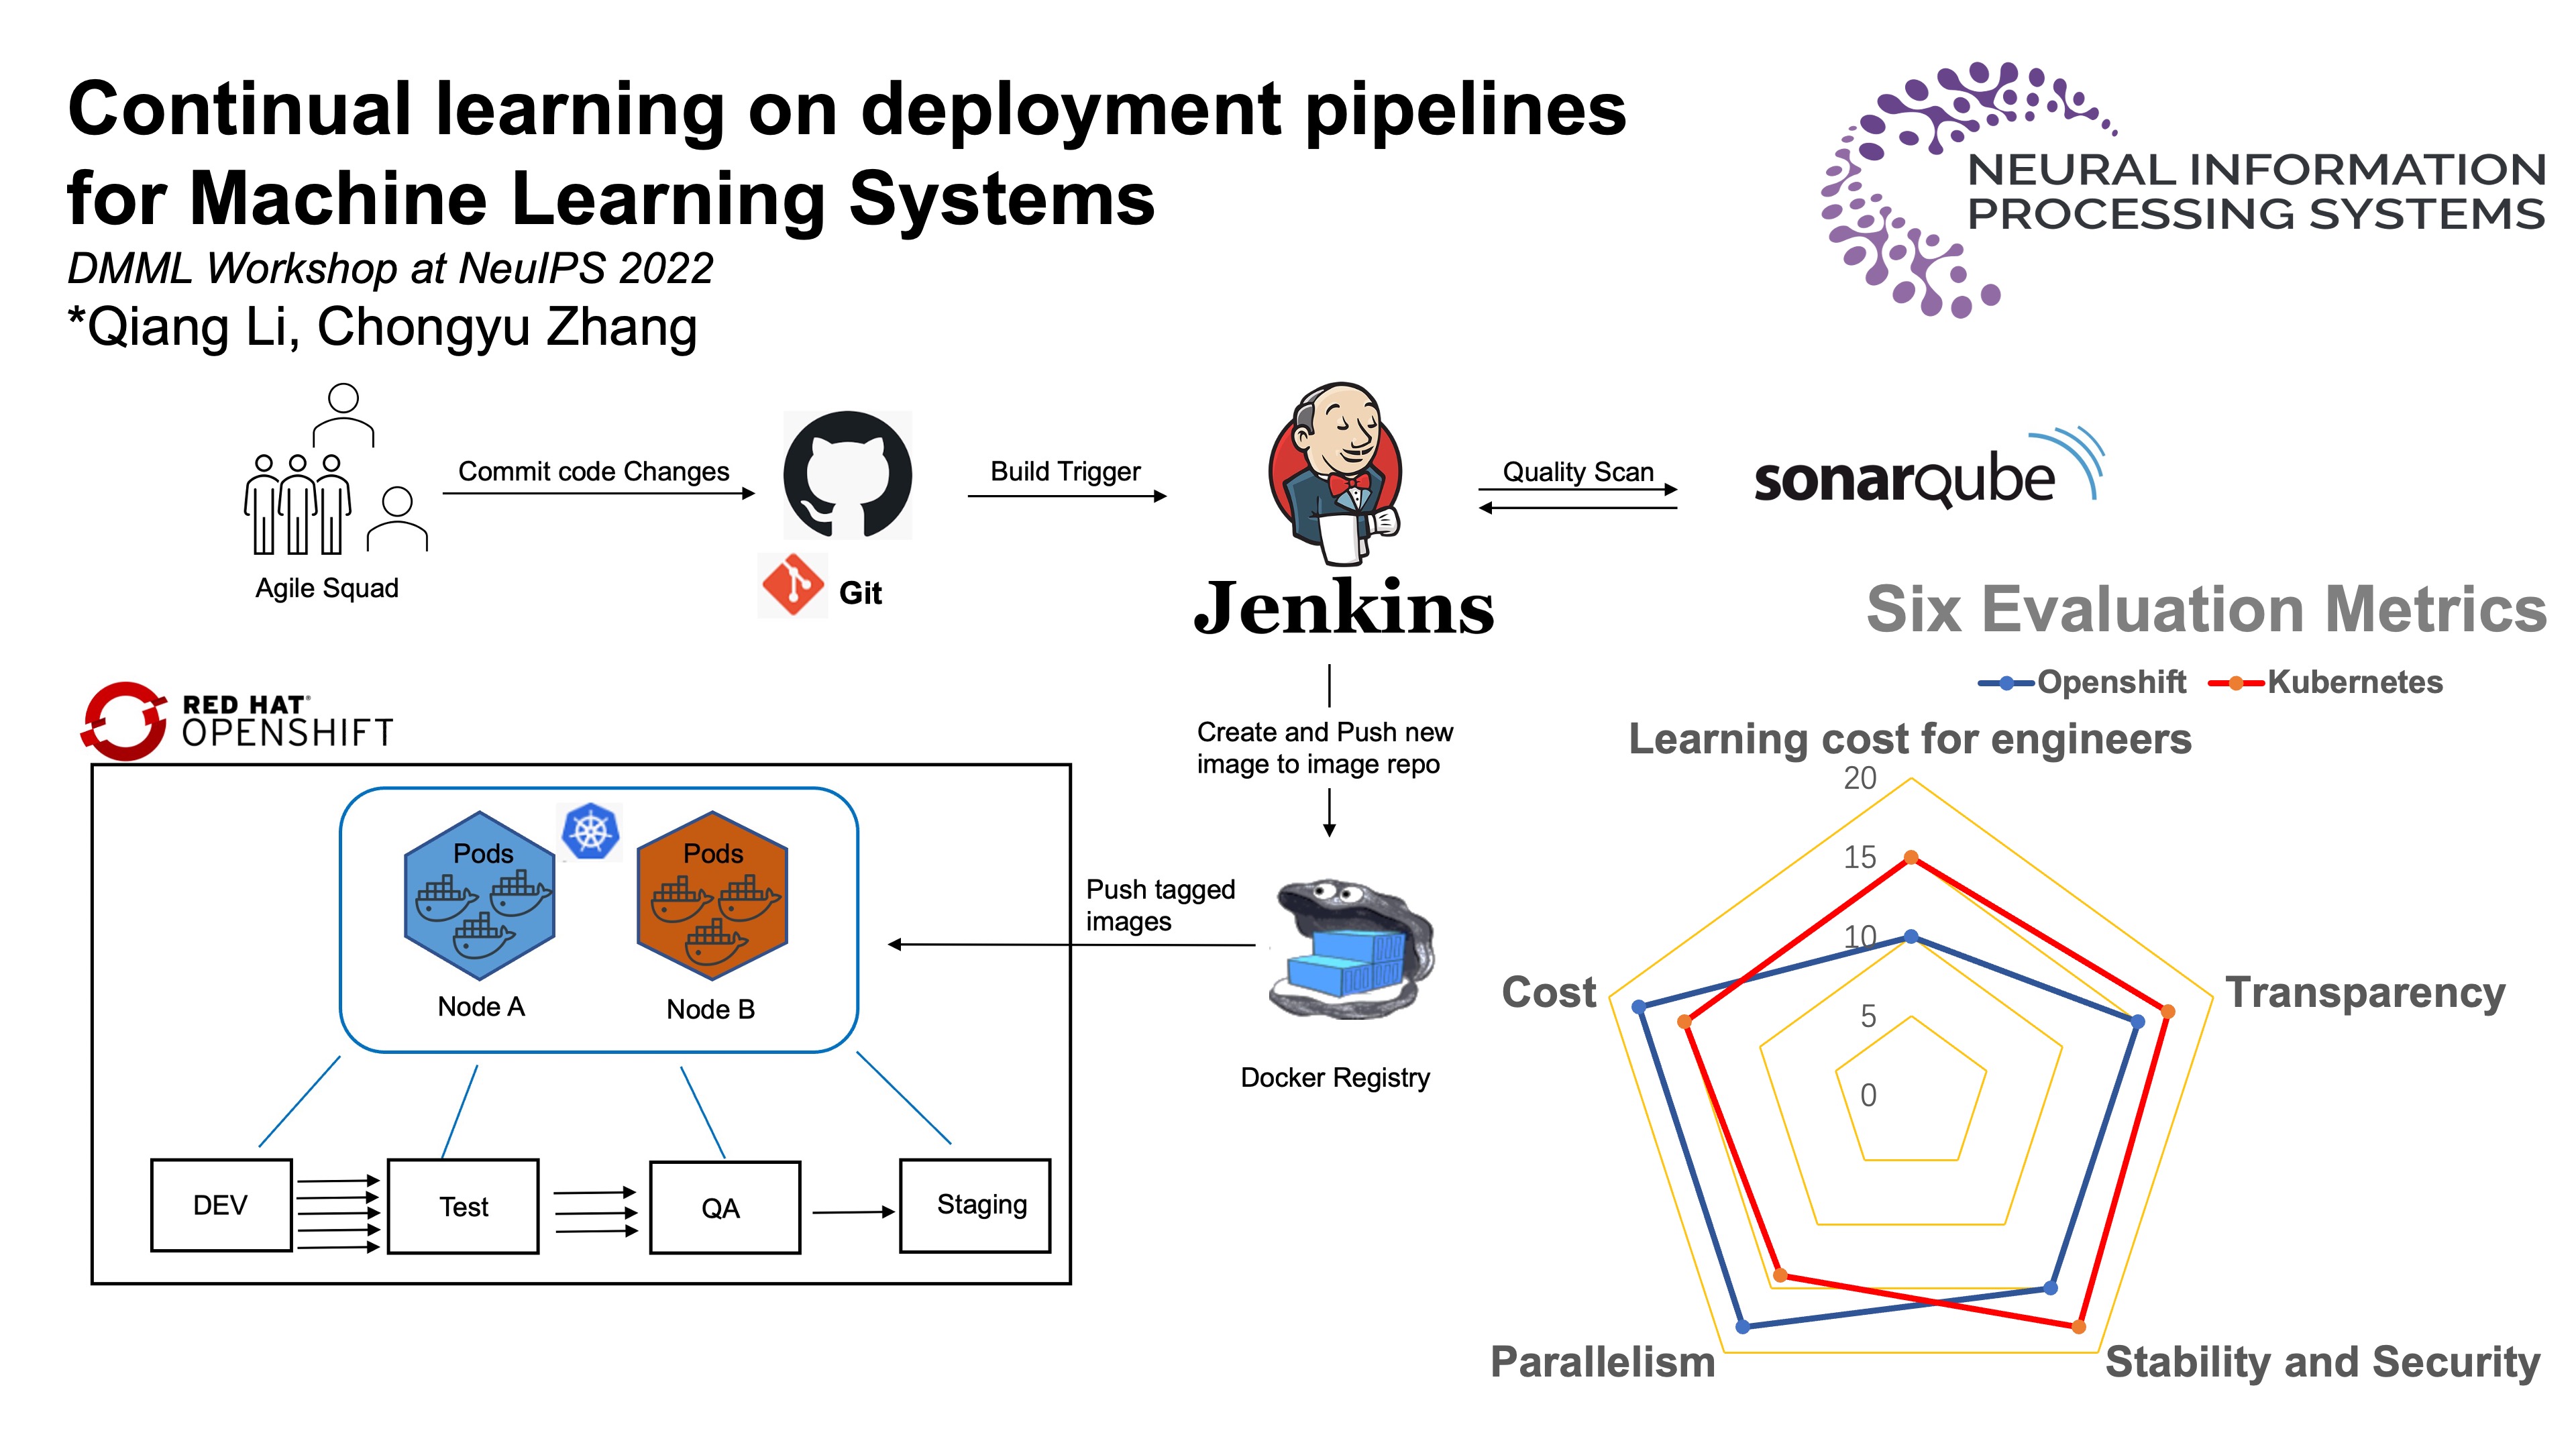 Continual learning on deployment pipelines
for Machine Learning Systems
DMML Workshop at NeuIPS 2022
*Qiang Li, Chongyu Zhang
NEURAL INFORMATION
PROCESSING SYSTEMS
Commit code Changes
Build Trigger
Quality Scan
sonarqube
Agile Squad
Git
Jenkins
Six Evaluation Metrics
Openshift
Kubernetes
RED HAT®
OPENSHIFT
Create and Push new
image to image repo
Pods
Pods
Node A
Node B
Push tagged
images
Docker Registry
DEV
Test
QA
Staging
Learning cost for engineers
20
15
10
5
0
Cost
Transparency
Parallelism
Stability and Security